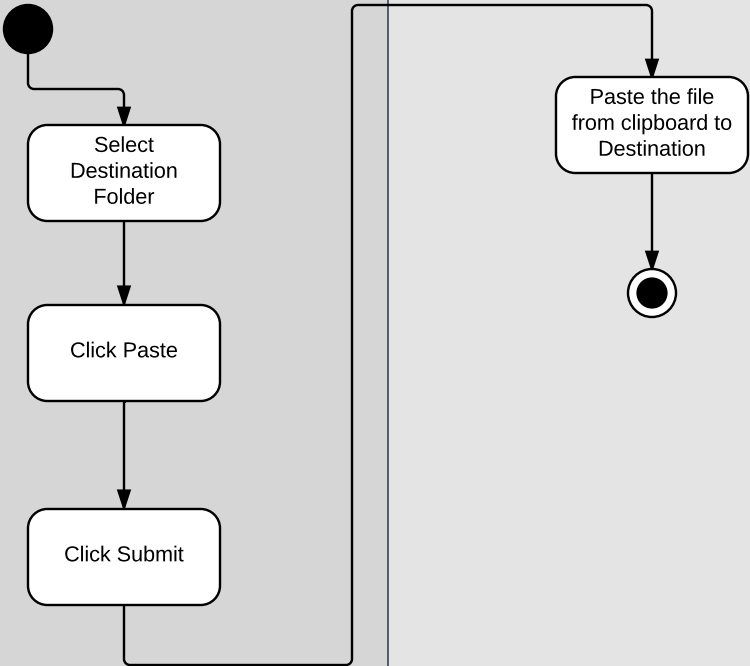 Select
Destination
Folder
Click Paste
Click Submit
Paste the file
from clipboard to
Destination